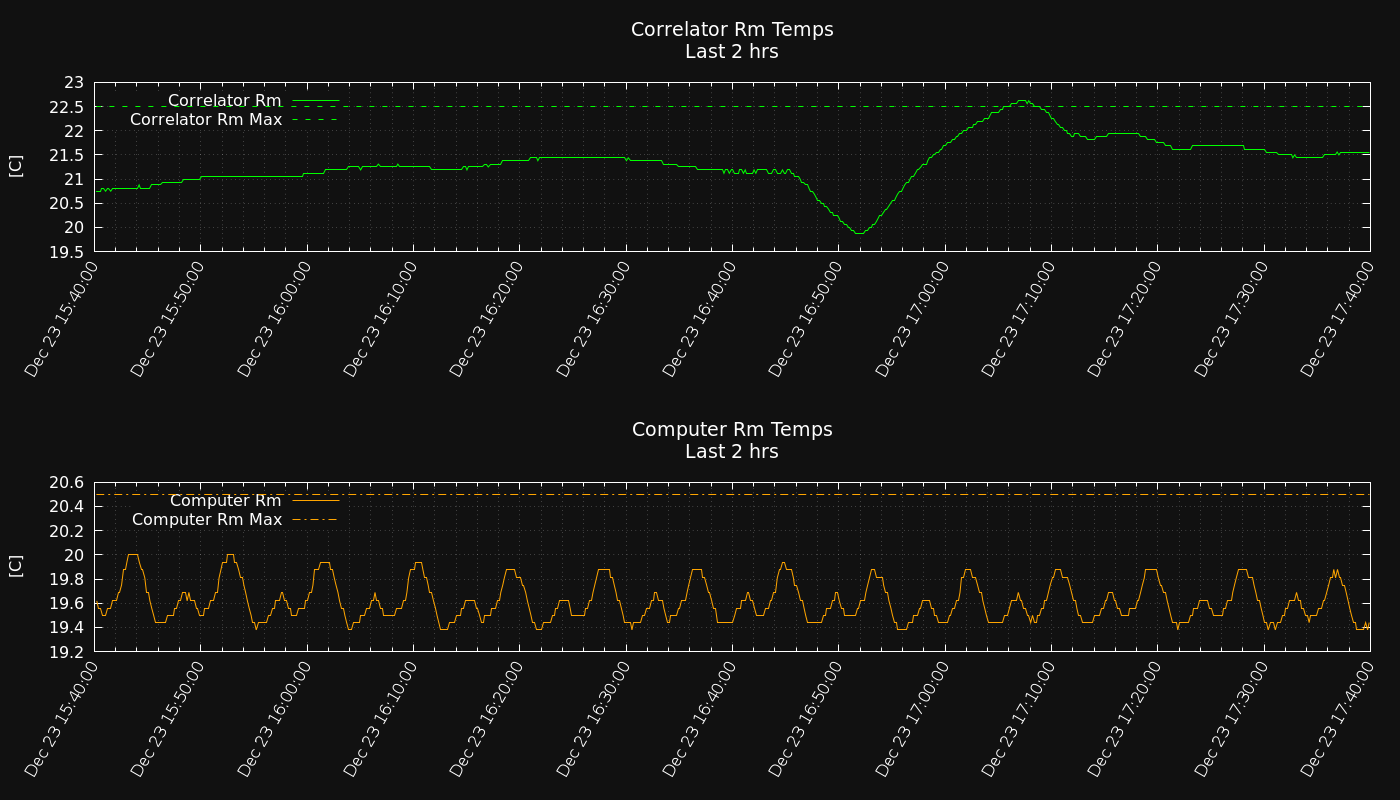 Correlator Rm Temps
Last 2 hrs
[C]
23
22.5
22
21.5
21
20.5
20
19.5
Correlator Rm
Correlator Rm Max
Dec 23 15:40:00
Dec 23 15:50:00
Dec 23 16:00:00
Dec 23 16:10:00
Dec 23 16:20:00
Dec 23 16:30:00
Dec 23 16:40:00
Dec 23 16:50:00
Dec 23 17:00:00
Dec 23 17:10:00
Dec 23 17:20:00
Dec 23 17:30:00
Dec 23 17:40:00
Computer Rm Temps
Last 2 hrs
[C]
20.6
20.4
20.2
20
19.8
19.6
19.4
19.2
Computer Rm
Computer Rm Max
Dec 23 15:40:00
Dec 23 15:50:00
Dec 23 16:00:00
Dec 23 16:10:00
Dec 23 16:20:00
Dec 23 16:30:00
Dec 23 16:40:00
Dec 23 16:50:00
Dec 23 17:00:00
Dec 23 17:10:00
Dec 23 17:20:00
Dec 23 17:30:00
Dec 23 17:40:00